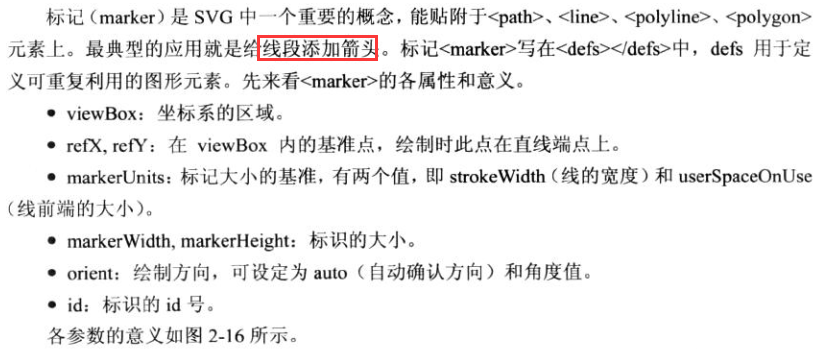 标记（marker）是 SVG 中一个重要的概念，能贴附于<path>、<line>、<polyline>、<polygon>
元素上。最典型的应用就是给线段添加箭头。标记<marker>写在<defs></defs>中，defs 用于定
义可重复利用的图形元素。先来看<marker>的各属性和意义。
● viewBox：坐标系的区域。
● refX, refY：在 viewBox 内的基准点，绘制时此点在直线端点上。
● markerUnits：标记大小的基准，有两个值，即 strokeWidth（线的宽度）和 userSpaceOnUse
（线前端的大小）。
● markerWidth, markerHeight：标识的大小。
● orient：绘制方向，可设定为 auto（自动确认方向）和角度值。
● id：标识的 id 号。
各参数的意义如图 2-16 所示。